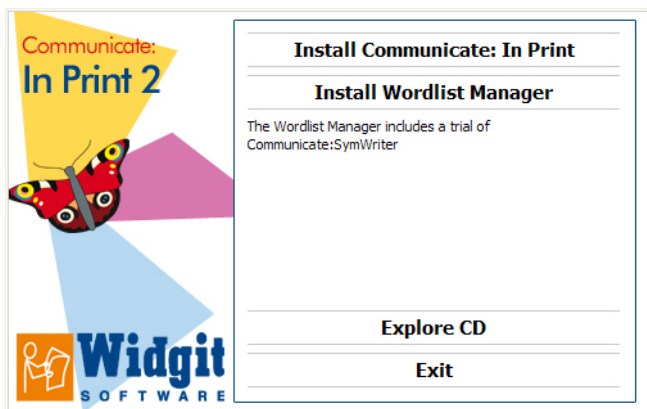 Communicate:
In Print 2
Widgit
SOFTWARE
Install Communicate: In Print
Install Wordlist Manager
The Wordlist Manager includes a trial of
Communicate:SymWriter
Explore CD
Exit